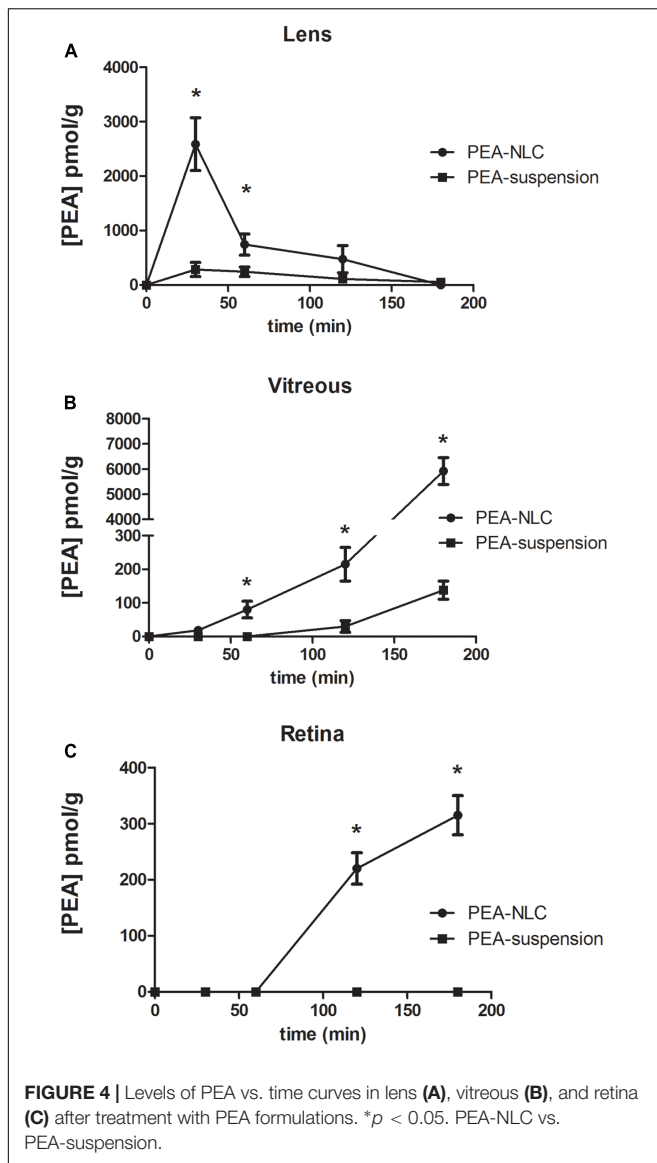 Lens
A
[PEA] pmol/g
4000
3000
2000
1000
0
*
*
PEA-NLC
PEA-suspension
0 50 100 150 200
time (min)
Vitreous
B
[PEA] pmol/g
8000
7000
6000
5000
4000
300
200
100
0
*
*
*
PEA-NLC
PEA-suspension
0 50 100 150 200
time (min)
Retina
C
[PEA] pmol/g
400
300
200
100
0
*
*
PEA-NLC
PEA-suspension
0 50 100 150 200
time (min)
FIGURE 4 | Levels of PEA vs. time curves in lens (A), vitreous (B), and retina
(C) after treatment with PEA formulations. *p < 0.05. PEA-NLC vs.
PEA-suspension.